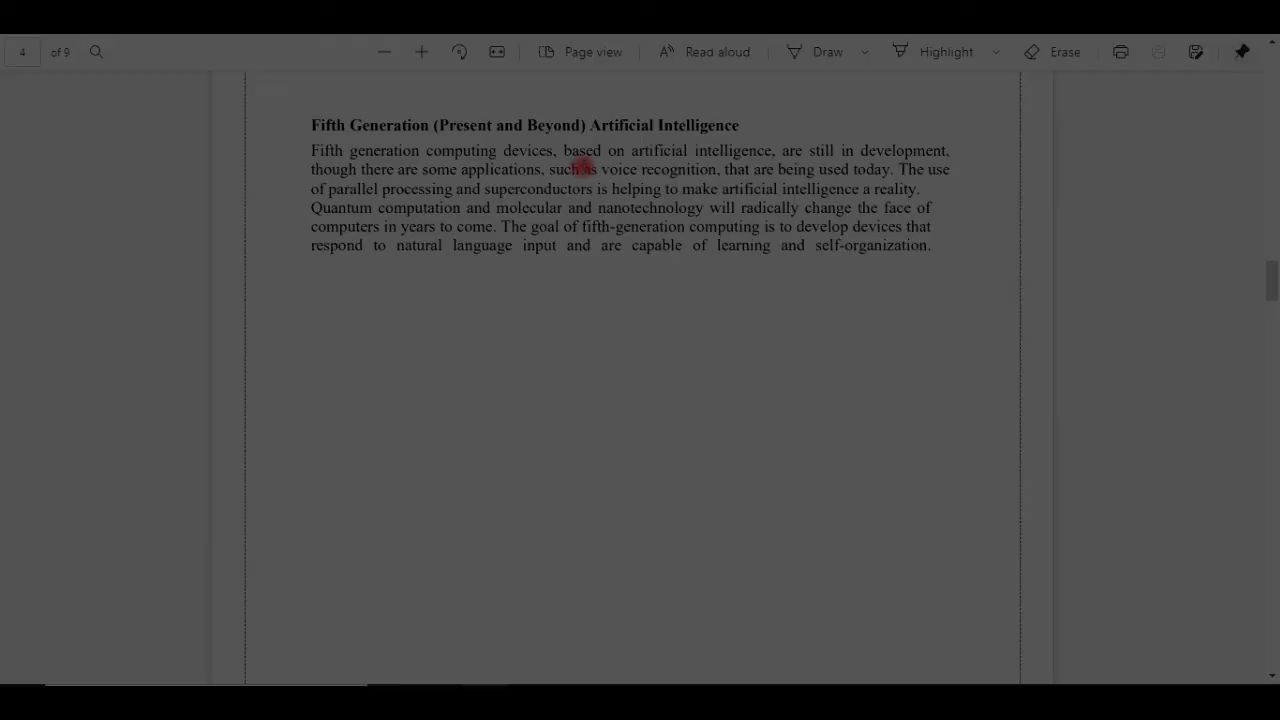 4 of 9 Page view Read aloud Draw Highlight Erase
Fifth Generation (Present and Beyond) Artificial Intelligence
Fifth generation computing devices, based on artificial intelligence, are still in development,
though there are some applications, such as voice recognition, that are being used today. The use
of parallel processing and superconductors is helping to make artificial intelligence a reality.
Quantum computation and molecular and nanotechnology will radically change the face of
computers in years to come. The goal of fifth-generation computing is to develop devices that
respond to natural language input and are capable of learning and self-organization.